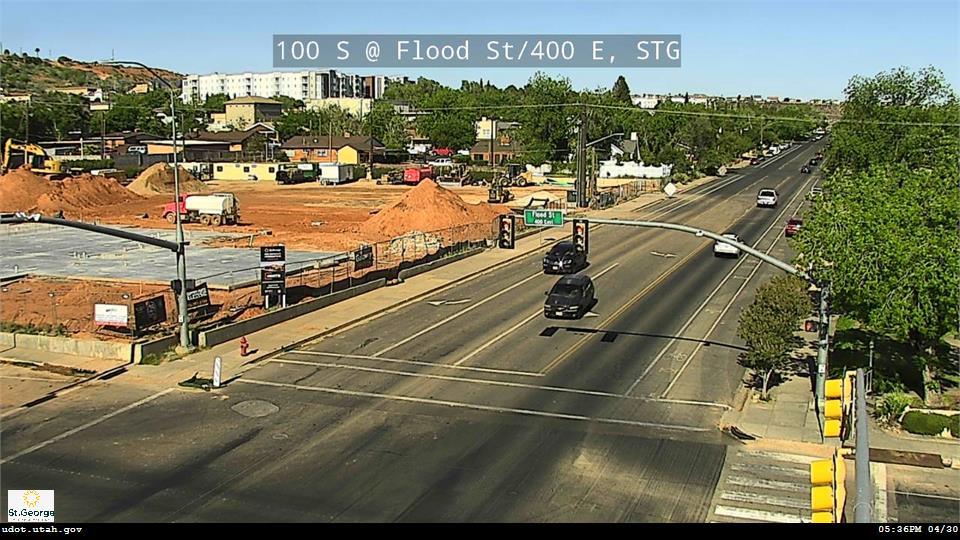 100 S @ Flood St/400 E, STG
Flood St
400 East
St.George
udot.utah.gov
05:36PM 04/30